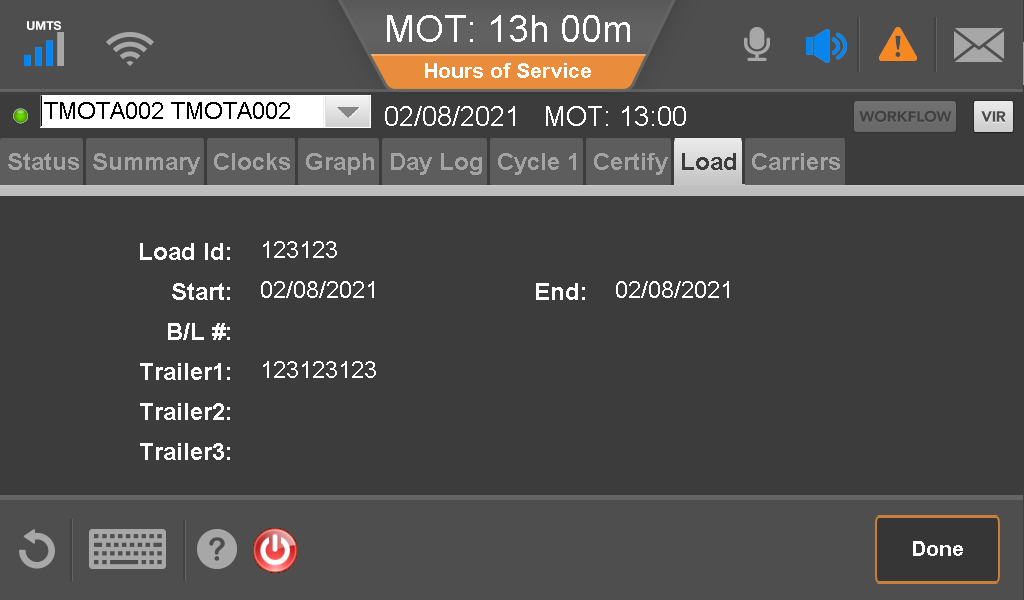 UMTS
MOT: 13h 00m
Hours of Service
TMOTA002 TMOTA002 02/08/2021 MOT: 13:00 WORKFLOW VIR
Status Summary Clocks Graph Day Log Cycle 1 Certify Load Carriers
Load Id: 123123
Start: 02/08/2021 End: 02/08/2021
B/L #:
Trailer1: 123123123
Trailer2:
Trailer3:
? Done